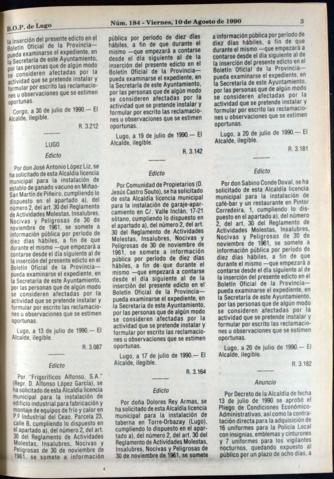 B.O.P. de Lugo
Núm. 184 - Viernes, 10 de Agosto de 1990
3
la inserción del presente edicto en el
Boletín Oficial de la Provincia—
pueda examinarse el expediente, en
la Secretaría de este Ayuntamiento,
por las personas que de algún modo
se consideren afectadas por la
actividad que se pretende instalar y
formular por escrito las reclamacio-
nes u observaciones que estimen
oportunas.
Corgo, a 30 de julio de 1990.— El
Alcalde, ilegible.
R. 3.212
LUGO
Edicto
Por don José Antonio López Liz, se
ha solicitado de esta Alcaldía licencia
municipal para la instalación de
establo de ganado vacuno en Milay-
San Martín de Piñeiro, cumpliendo lo
dispuesto en el apartado a), del
número 2, del art. 30 del Reglamento
de Actividades Molestas, Insalubres,
Nocivas y Peligrosas de 30 de
noviembre de 1961, se somete a
información pública por período de
diez días hábiles, a fin de que
durante el mismo —que empezará a
contarse desde el día siguiente al de
la inserción del presente edicto en el
Boletín Oficial de la Provincia—
pueda examinarse el expediente, en
la Secretaría de este Ayuntamiento,
por las personas que de algún modo
se consideren afectadas por la
actividad que se pretende instalar y
formular por escrito las reclamacio-
nes u observaciones que se estimen
oportunas.
Lugo, a 13 de julio de 1990.— El
Alcalde, ilegible.
R. 3.087
Edicto
Por "Frigoríficos Alfonso, S.A."
(Repr. D. Alfonso López García), se
ha solicitado de esta Alcaldía licencia
municipal para la instalación de
edificio industrial para fabricación y
montaje de equipos de frio y calor en
Pº industrial del Ceao, Parcela 23,
calle 8, cumpliendo lo dispuesto en
el apartado a), del número 2, del art.
30 del Reglamento de Actividades
Molestas, Insalubres, Nocivas y
Peligrosas de 30 de noviembre de
1961, se somete a información
pública por período de diez días
hábiles, a fin de que durante el
mismo —que empezará a contarse
desde el día siguiente al de la
inserción del presente edicto en el
Boletín Oficial de la Provincia—
pueda examinarse el expediente, en
la Secretaría de este Ayuntamiento,
por las personas que de algún modo
se consideren afectadas por la
actividad que se pretende instalar y
formular por escrito las reclamacio-
nes u observaciones que se estimen
oportunas.
Lugo, a 19 de julio de 1990.— El
Alcalde, ilegible.
R. 3.142
Edicto
Por Comunidad de Propietarios (D.
Jesús Castro Souto), se ha solicitado
de esta Alcaldía licencia municipal
para instalación de garaje-aparca-
miento en C/. Valle Inclán, 17-21
sótano, cumpliendo lo dispuesto en
el apartado a), del número 2, del art.
30 del Reglamento de Actividades
Molestas, Insalubres, Nocivas y
Peligrosas de 30 de noviembre de
1961, se somete a información
pública por período de diez días
hábiles, a fin de que durante el
mismo —que empezará a contarse
desde el día siguiente al de la
inserción del presente edicto en el
Boletín Oficial de la Provincia—
pueda examinarse el expediente, en
la Secretaría de este Ayuntamiento,
por las personas que de algún modo
se consideren afectadas por la
actividad que se pretende instalar y
formular por escrito las reclamacio-
nes u observaciones que se estimen
oportunas.
Lugo, a 17 de julio de 1990.— El
Alcalde, ilegible.
R. 3.164
Edicto
Por doña Dolores Rey Armas, se
ha solicitado de esta Alcaldía licencia
municipal para la instalación de
taberna en Torre-Orbazay (Lugo),
cumpliendo lo dispuesto en el apar-
tado a), del número 2, del art. 30 del
Reglamento de Actividades Moles-
tas, Insalubres, Nocivas y Peligrosas
de 30 de noviembre de 1961, se somete
a información pública por período de
diez días hábiles, a fin de que
durante el mismo —que empezará a
contarse desde el día siguiente al de
la inserción del presente edicto en el
Boletín Oficial de la Provincia—
pueda examinarse el expediente, en
la Secretaría de este Ayuntamiento,
por las personas que de algún modo
se consideren afectadas por la
actividad que se pretende instalar y
formular por escrito las reclamacio-
nes u observaciones que se estimen
oportunas.
Lugo, a 20 de julio de 1990.— El
Alcalde, ilegible.
R. 3.181
Edicto
Por don Sabino Conde Doval, se ha
solicitado de esta Alcaldía licencia
municipal para la instalación de
café-bar y un restaurante en Pintor
Corredoira, 1, cumpliendo lo dis-
puesto en el apartado a), del número
2, del art. 30 del Reglamento de
Actividades Molestas, Insalubres,
Nocivas y Peligrosas de 30 de
noviembre de 1961, se somete a
información pública por período de
diez días hábiles, a fin de que
durante el mismo —que empezará a
contarse desde el día siguiente al de
la inserción del presente edicto en el
Boletín Oficial de la Provincia—
pueda examinarse el expediente, en
la Secretaría de este Ayuntamiento,
por las personas que de algún modo
se consideren afectadas por la
actividad que se pretende instalar y
formular por escrito las reclamacio-
nes u observaciones que se estimen
oportunas.
Lugo, a 20 de julio de 1990.— El
Alcalde, ilegible.
R. 3.182
Anuncio
Por Decreto de la Alcaldía de fecha
13 de julio de 1990 se aprobó el
Pliego de Condiciones Económico-
Administrativas, así como la contra-
tación directa para la adquisición de
16 uniformes para la Policía Local
con insignias, emblemas y cinturones
y 7 uniformes para los vigilantes
nocturnos, quedando expuesto al
público por un plazo de ocho días, a